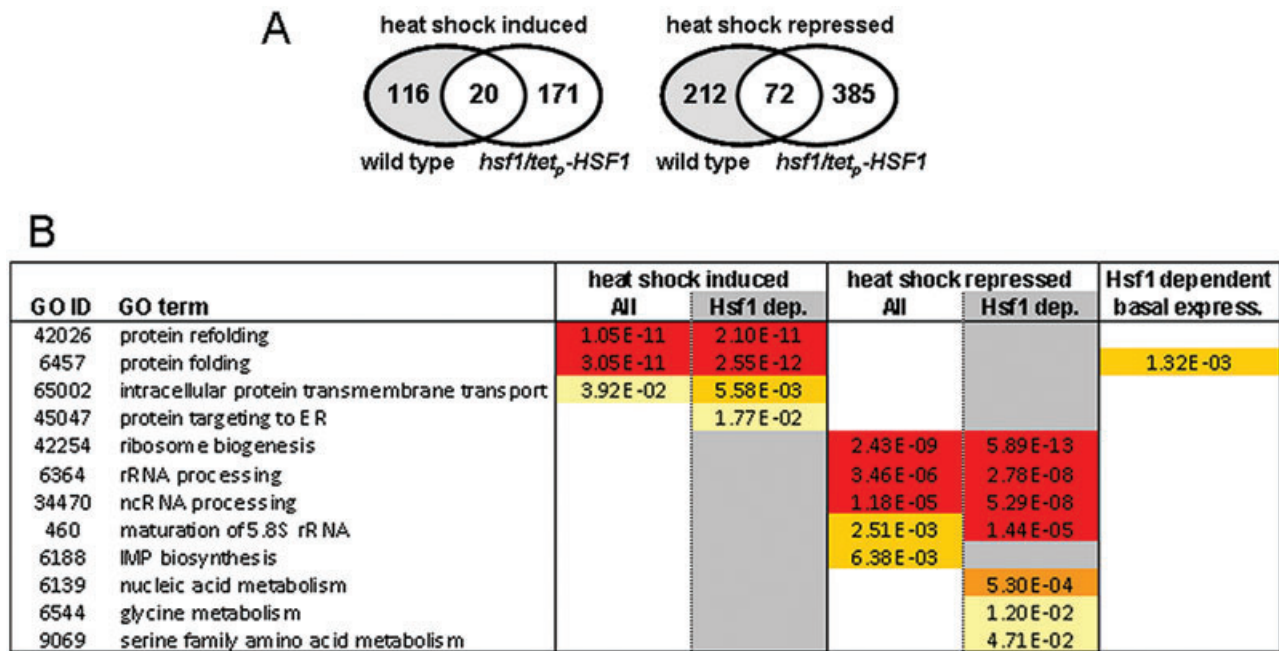 A
heat shock induced
heat shock repressed
116 20 171
212 72 385
wild type hsf1/tetp-HSF1
wild type hsf1/tetp-HSF1
B
heat shock induced heat shock repressed Hsf1 dependent
GO ID GO term All Hsf1 dep. All Hsf1 dep. basal express.
42026 protein refolding 1.05E-11 2.10E-11
6457 protein folding 3.05E-11 2.55E-12 1.32E-03
65002 intracellular protein transmembrane transport 3.92E-02 5.58E-03
45047 protein targeting to ER 1.77E-02
42254 ribosome biogenesis 2.43E-09 5.89E-13
6364 rRNA processing 3.46E-06 2.78E-08
34470 ncRNA processing 1.18E-05 5.29E-08
460 maturation of 5.8S rRNA 2.51E-03 1.44E-05
6188 IMP biosynthesis 6.38E-03
6139 nucleic acid metabolism 5.30E-04
6544 glycine metabolism 1.20E-02
9069 serine family amino acid metabolism 4.71E-02